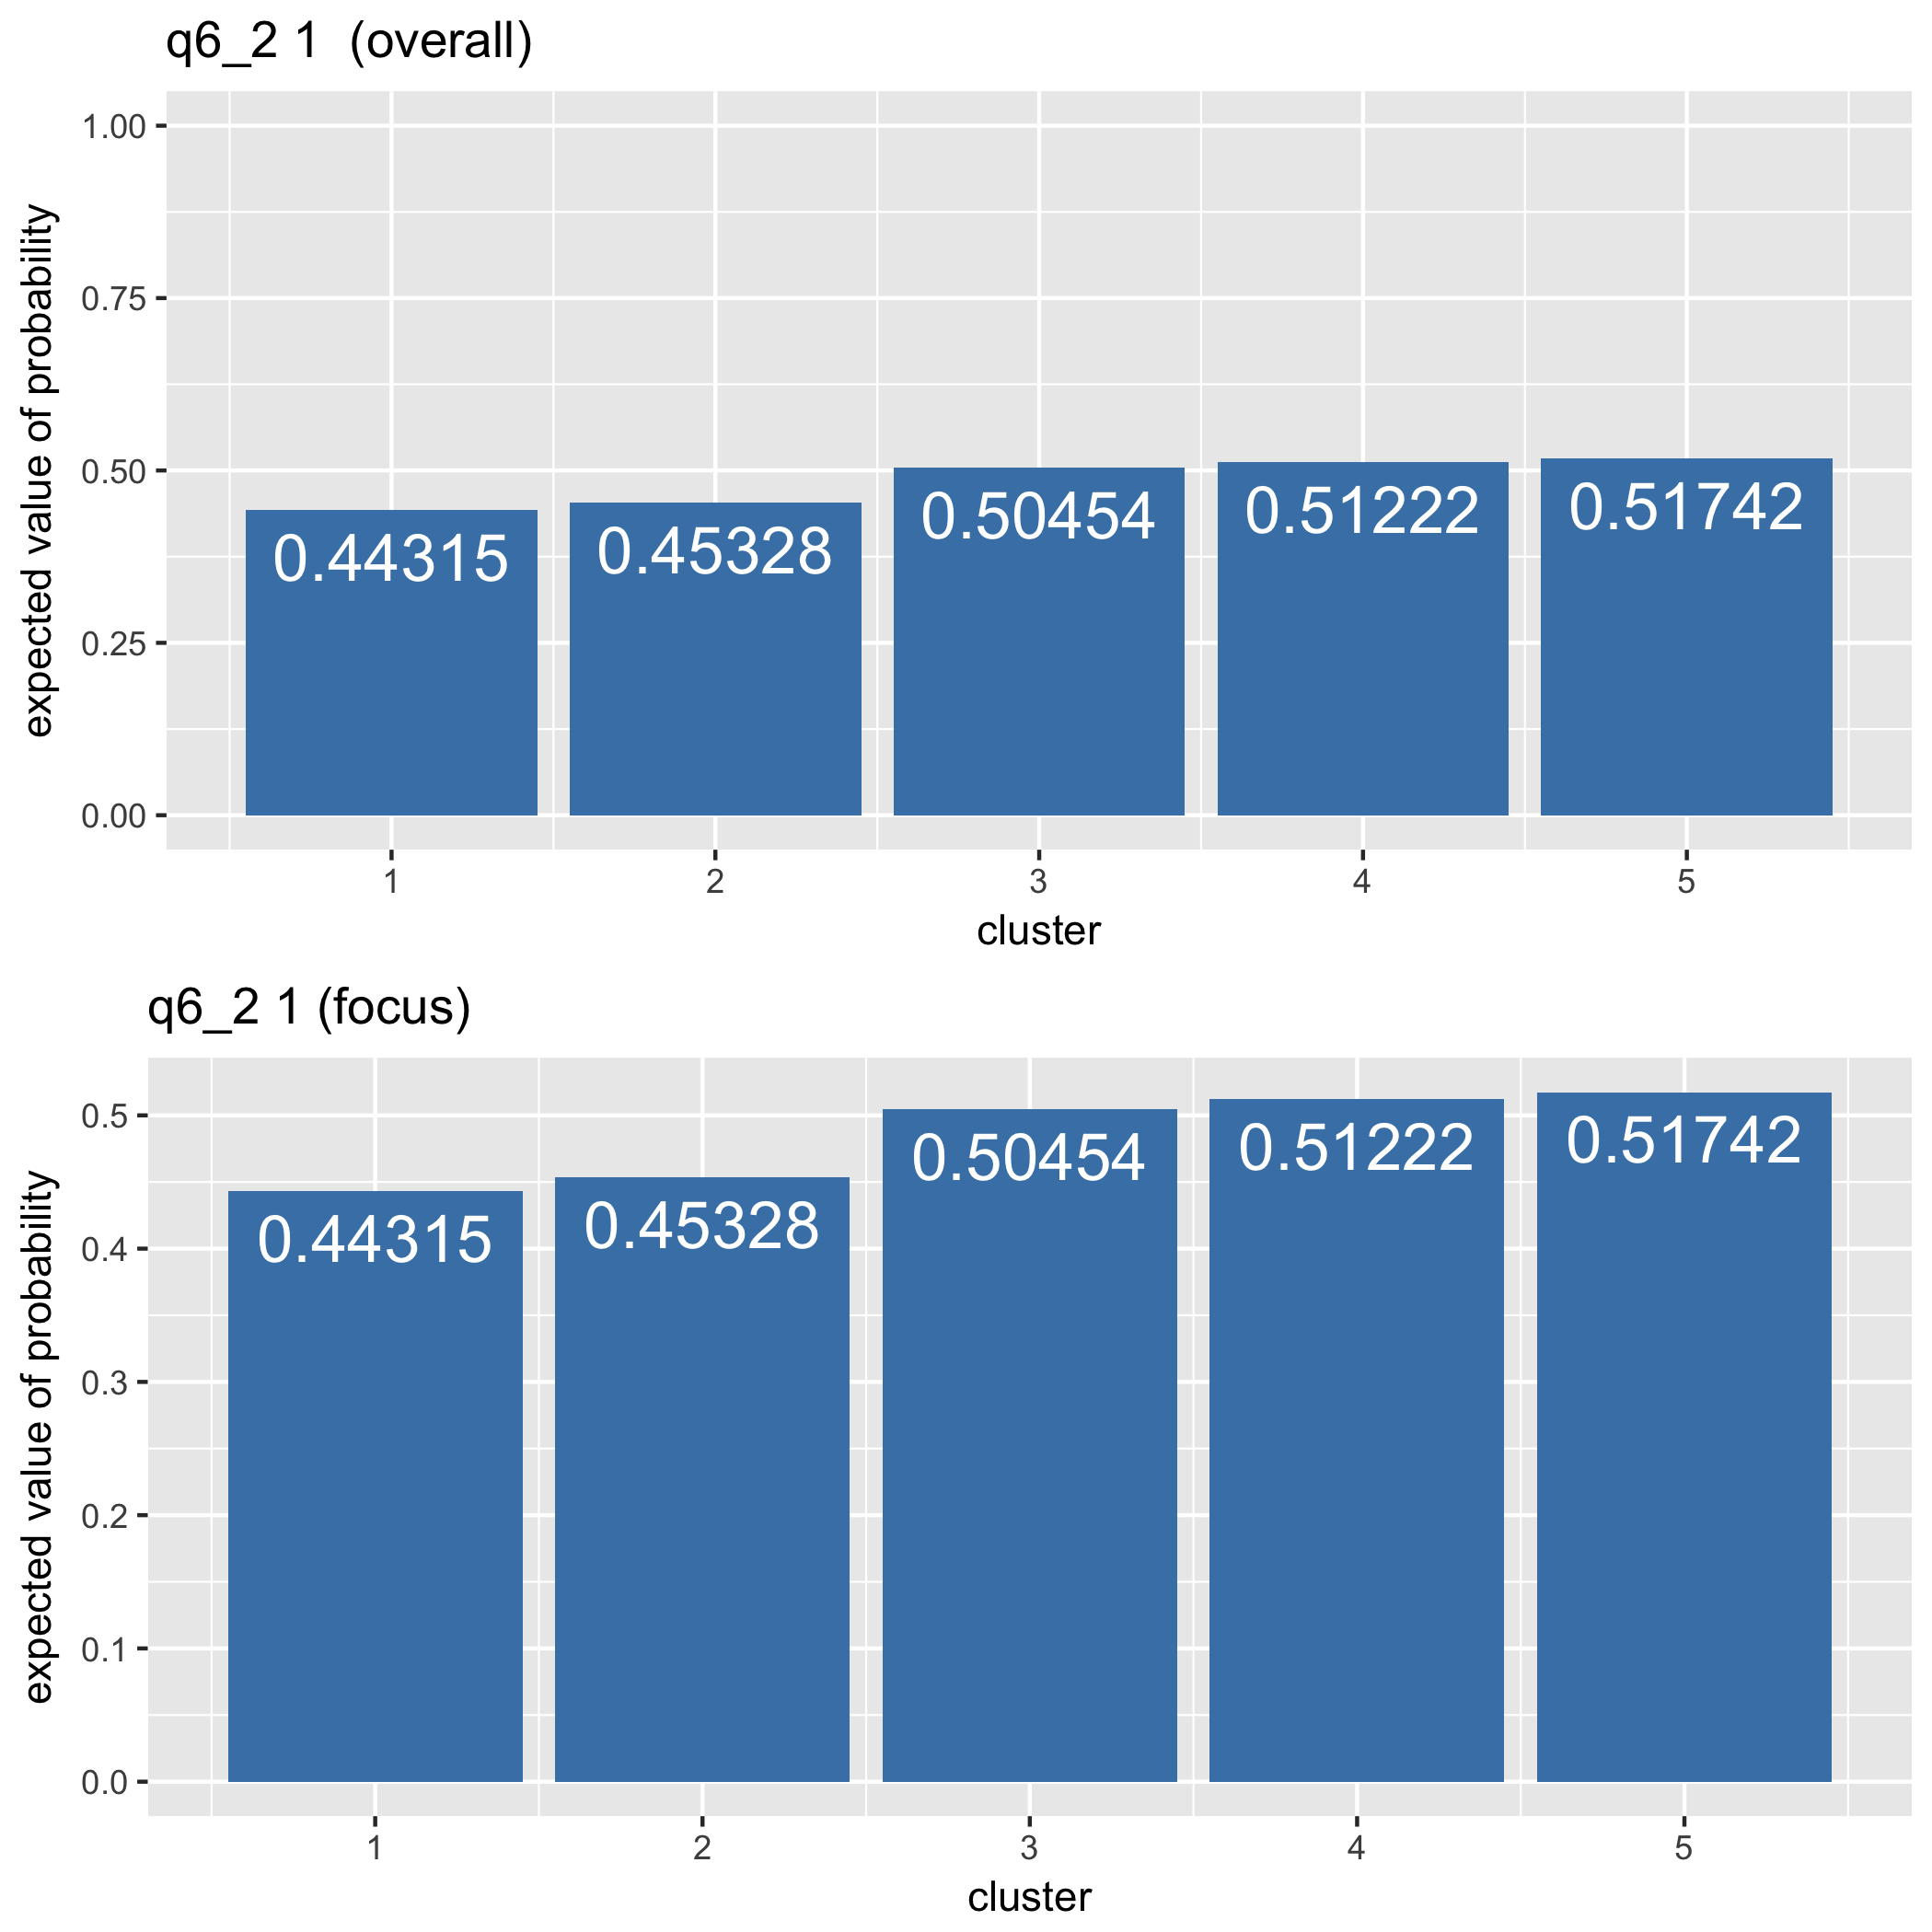 q6_2 1  (overall)
expected value of probability
1.00
0.75
0.50
0.25
0.00
0.44315
0.45328
0.50454
0.51222
0.51742
1 2 3 4 5
cluster
q6_2 1 (focus)
expected value of probability
0.5
0.4
0.3
0.2
0.1
0.0
0.44315
0.45328
0.50454
0.51222
0.51742
1 2 3 4 5
cluster